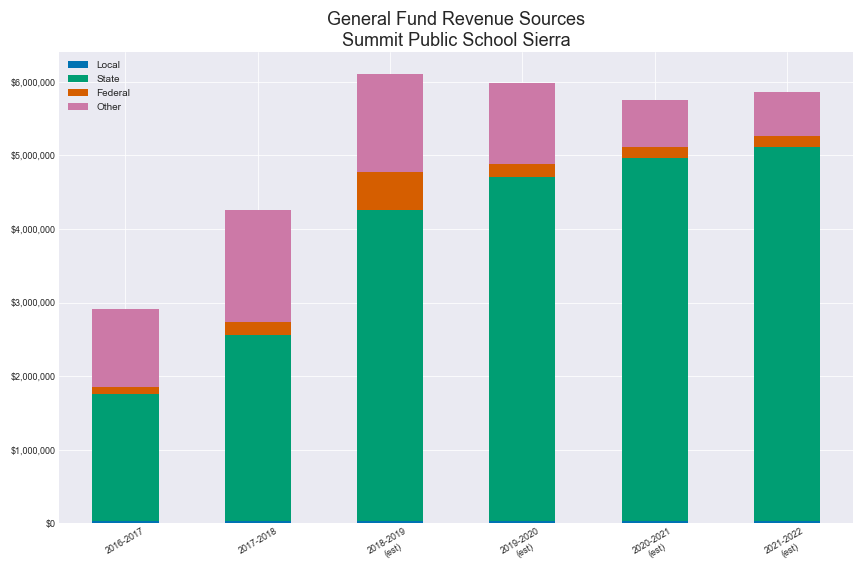 General Fund Revenue Sources
Summit Public School Sierra
Local
State
Federal
Other
$6,000,000
$5,000,000
$4,000,000
$3,000,000
$2,000,000
$1,000,000
$0
2016-2017
2017-2018
2018-2019
(est)
2019-2020
(est)
2020-2021
(est)
2021-2022
(est)